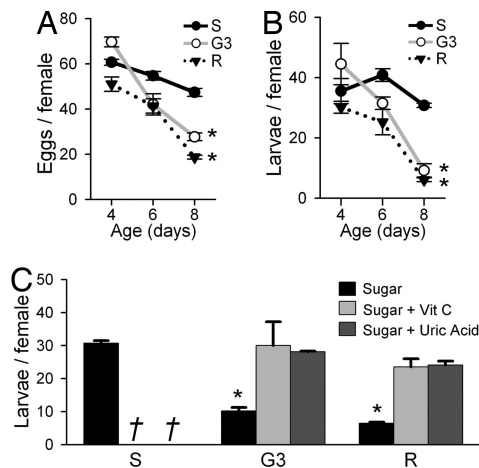 A
S
G3
R
Eggs / female
80
60
40
20
0
*
*
4 6 8
Age (days)
B
S
G3
R
Larvae / female
60
40
20
0
*
*
4 6 8
Age (days)
C
Larvae / female
50
40
30
20
10
0
Sugar
Sugar + Vit C
Sugar + Uric Acid
† †
*
*
S G3 R